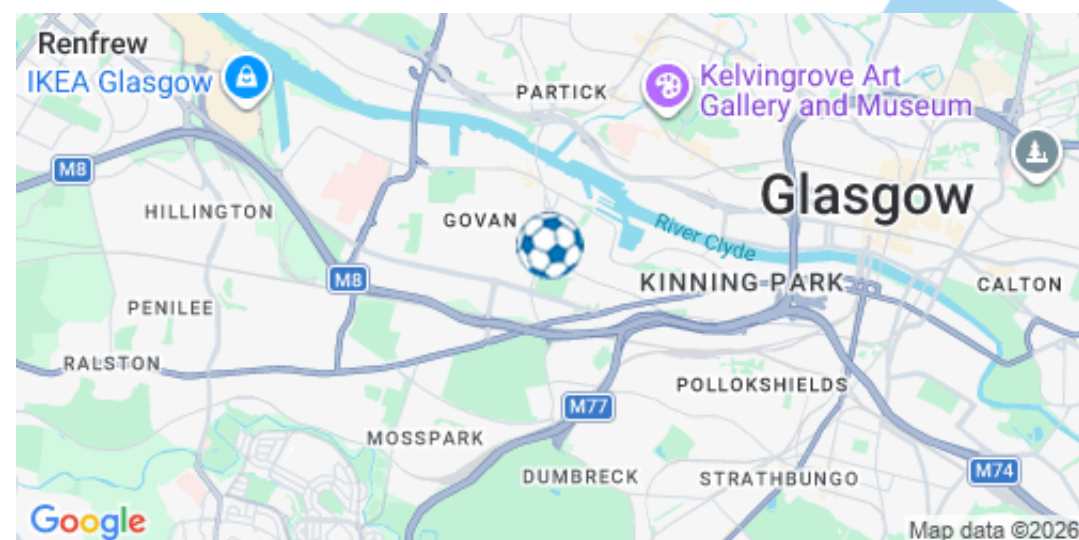 Renfrew
IKEA Glasgow
PARTICK
Kelvingrove Art
Gallery and Museum
M8
HILLINGTON
GOVAN
Glasgow
River Clyde
M8
KINNING PARK
CALTON
PENILEE
RALSTON
POLLOKSHIELDS
M77
MOSSPARK
DUMBRECK
STRATHBUNGO
M74
Google
Map data ©2026